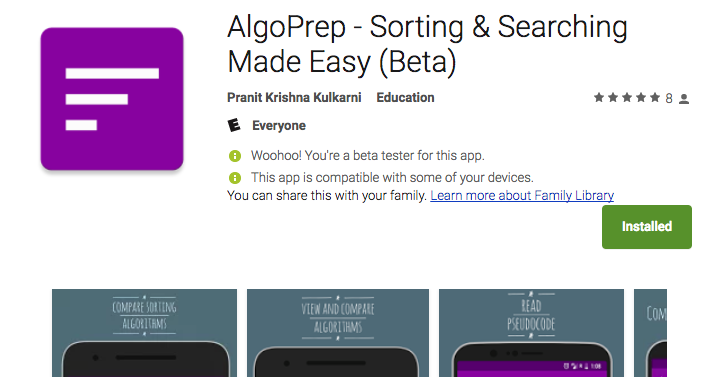 AlgoPrep - Sorting & Searching
Made Easy (Beta)
Pranit Krishna Kulkarni Education
8
Everyone
Woohoo! You're a beta tester for this app.
This app is compatible with some of your devices.
You can share this with your family. Learn more about Family Library
Installed
COMPARE SORTING
ALGORITHMS
VIEW AND COMPARE
ALGORITHMS
READ
PSEUDOCODE
1:08
COM